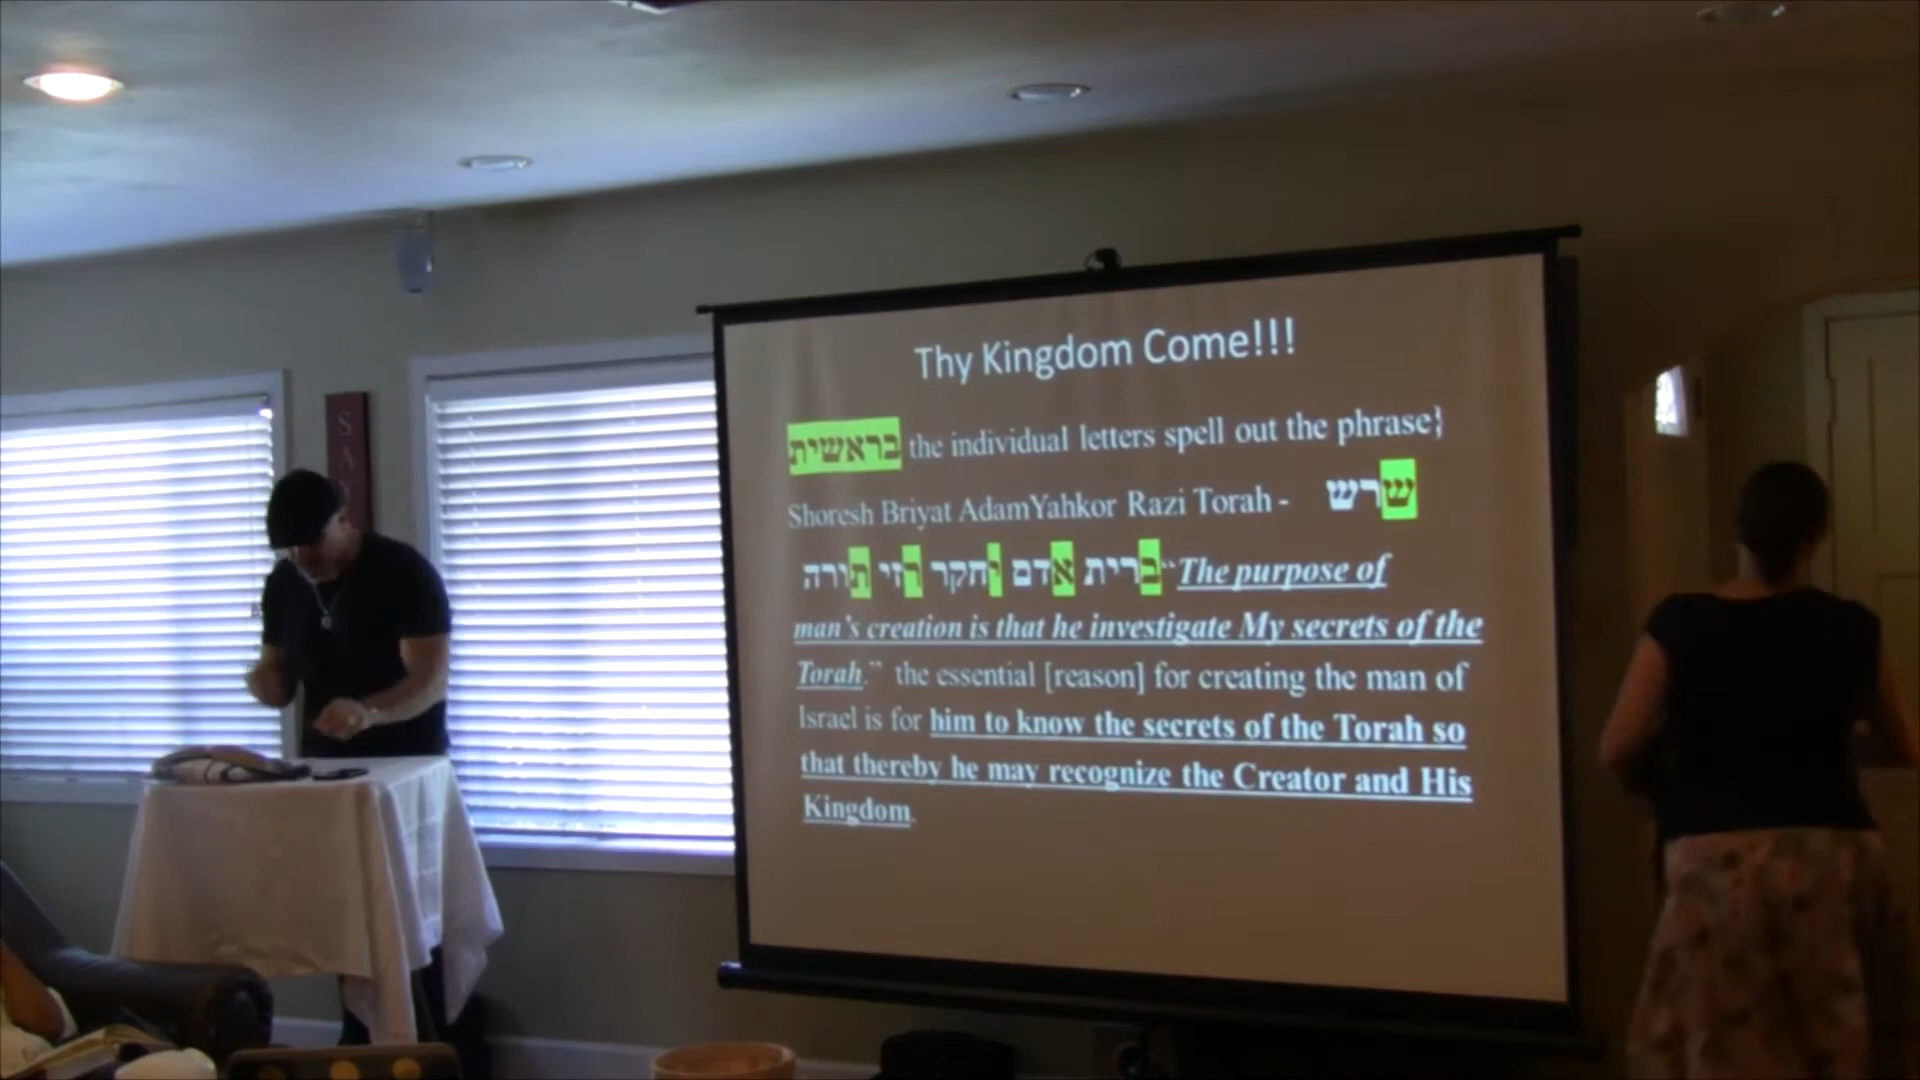 Thy Kingdom Come!!!
בראשית the individual letters spell out the phrase}
Shoresh Briyat AdamYahkor Razi Torah - שרש
ברית אדם יחקר רזי תורה “The purpose of
man’s creation is that he investigate My secrets of the
Torah.” the essential [reason] for creating the man of
Israel is for him to know the secrets of the Torah so
that thereby he may recognize the Creator and His
Kingdom.